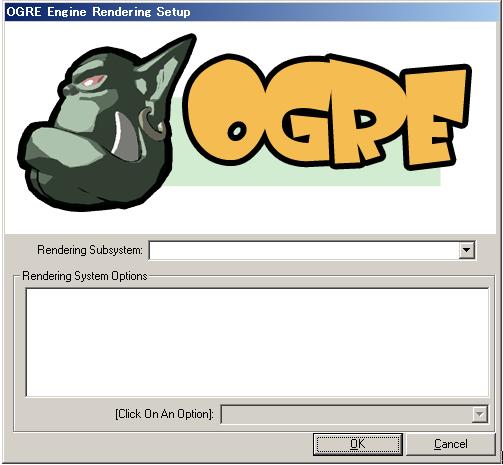 OGRE Engine Rendering Setup
OGRE
Rendering Subsystem:
Rendering System Options
[Click On An Option]:
OK Cancel